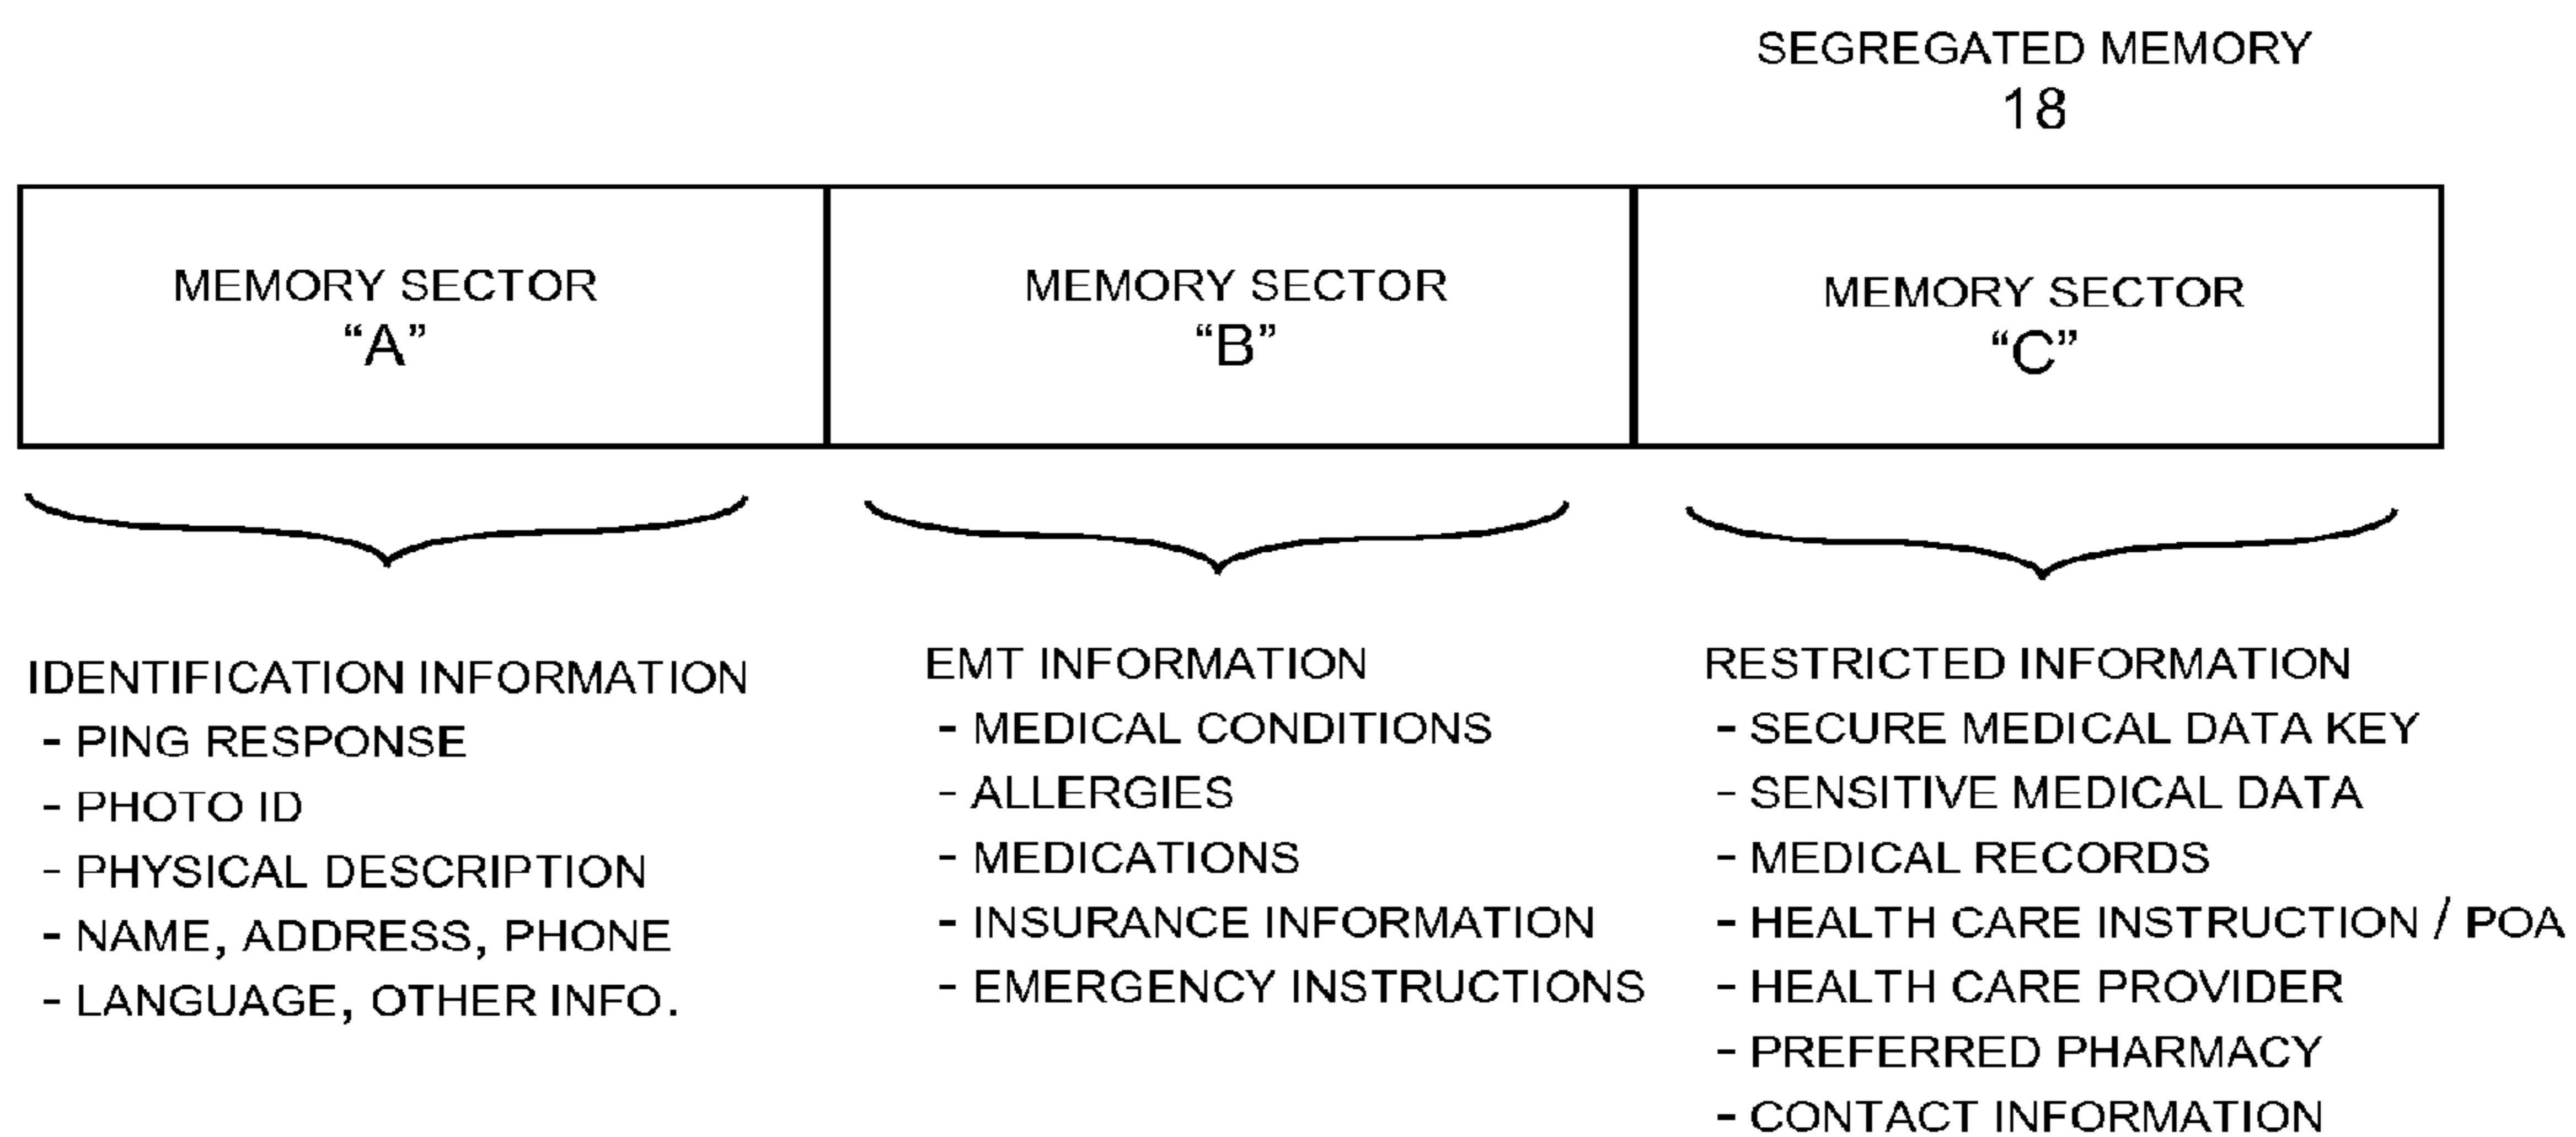 SEGREGATED MEMORY
18
MEMORY SECTOR
“A”
MEMORY SECTOR
“B”
MEMORY SECTOR
“C”
IDENTIFICATION INFORMATION
- PING RESPONSE
- PHOTO ID
- PHYSICAL DESCRIPTION
- NAME, ADDRESS, PHONE
- LANGUAGE, OTHER INFO.
EMT INFORMATION
- MEDICAL CONDITIONS
- ALLERGIES
- MEDICATIONS
- INSURANCE INFORMATION
- EMERGENCY INSTRUCTIONS
RESTRICTED INFORMATION
- SECURE MEDICAL DATA KEY
- SENSITIVE MEDICAL DATA
- MEDICAL RECORDS
- HEALTH CARE INSTRUCTION / POA
- HEALTH CARE PROVIDER
- PREFERRED PHARMACY
- CONTACT INFORMATION